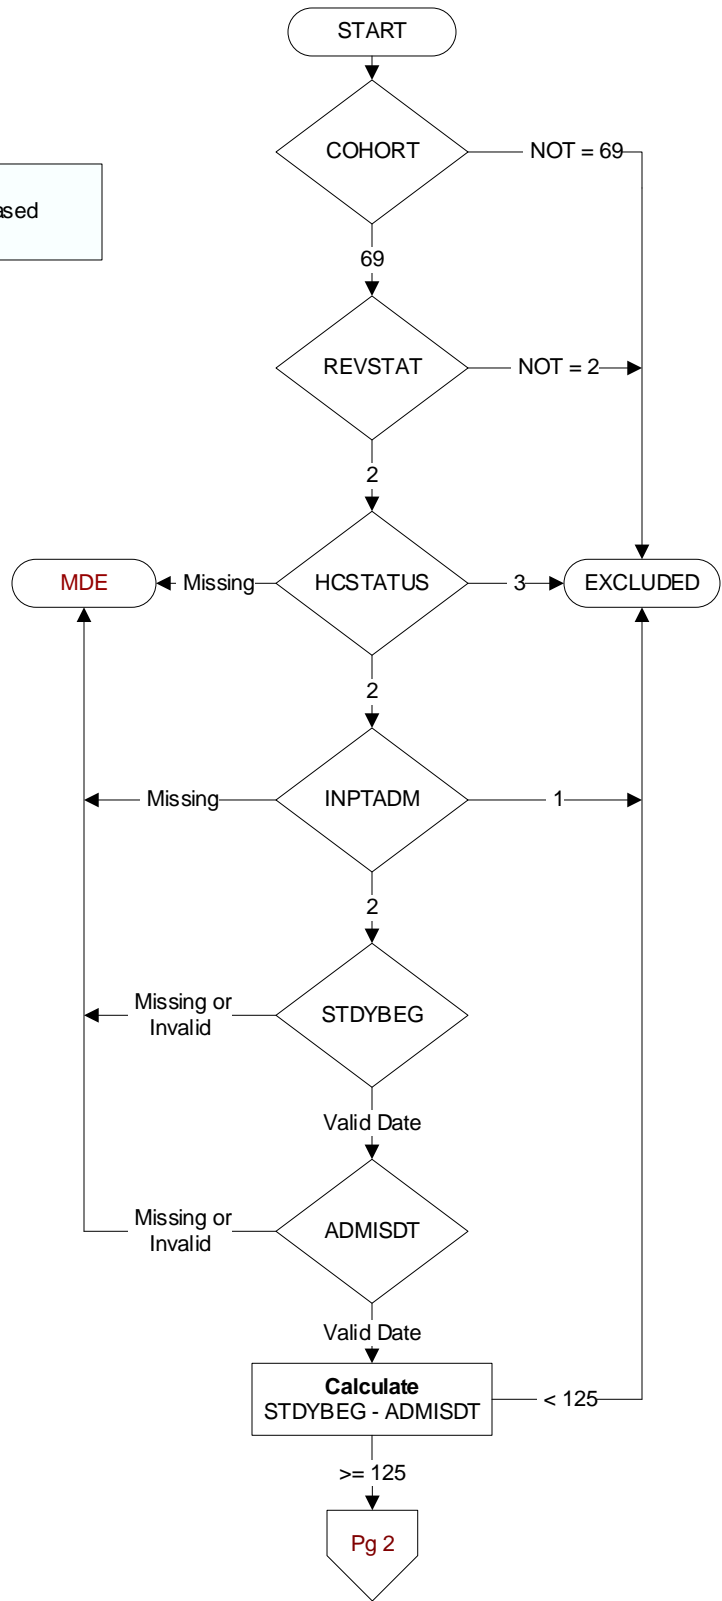 START
COHORT
NOT = 69
69
REVSTAT
NOT = 2
2
MDE
Missing
HCSTATUS
3
EXCLUDED
2
Missing
INPTADM
1
2
Missing or
Invalid
STDYBEG
Valid Date
Missing or
Invalid
ADMISDT
Valid Date
Calculate
STDYBEG - ADMISDT
< 125
>= 125
Pg 2